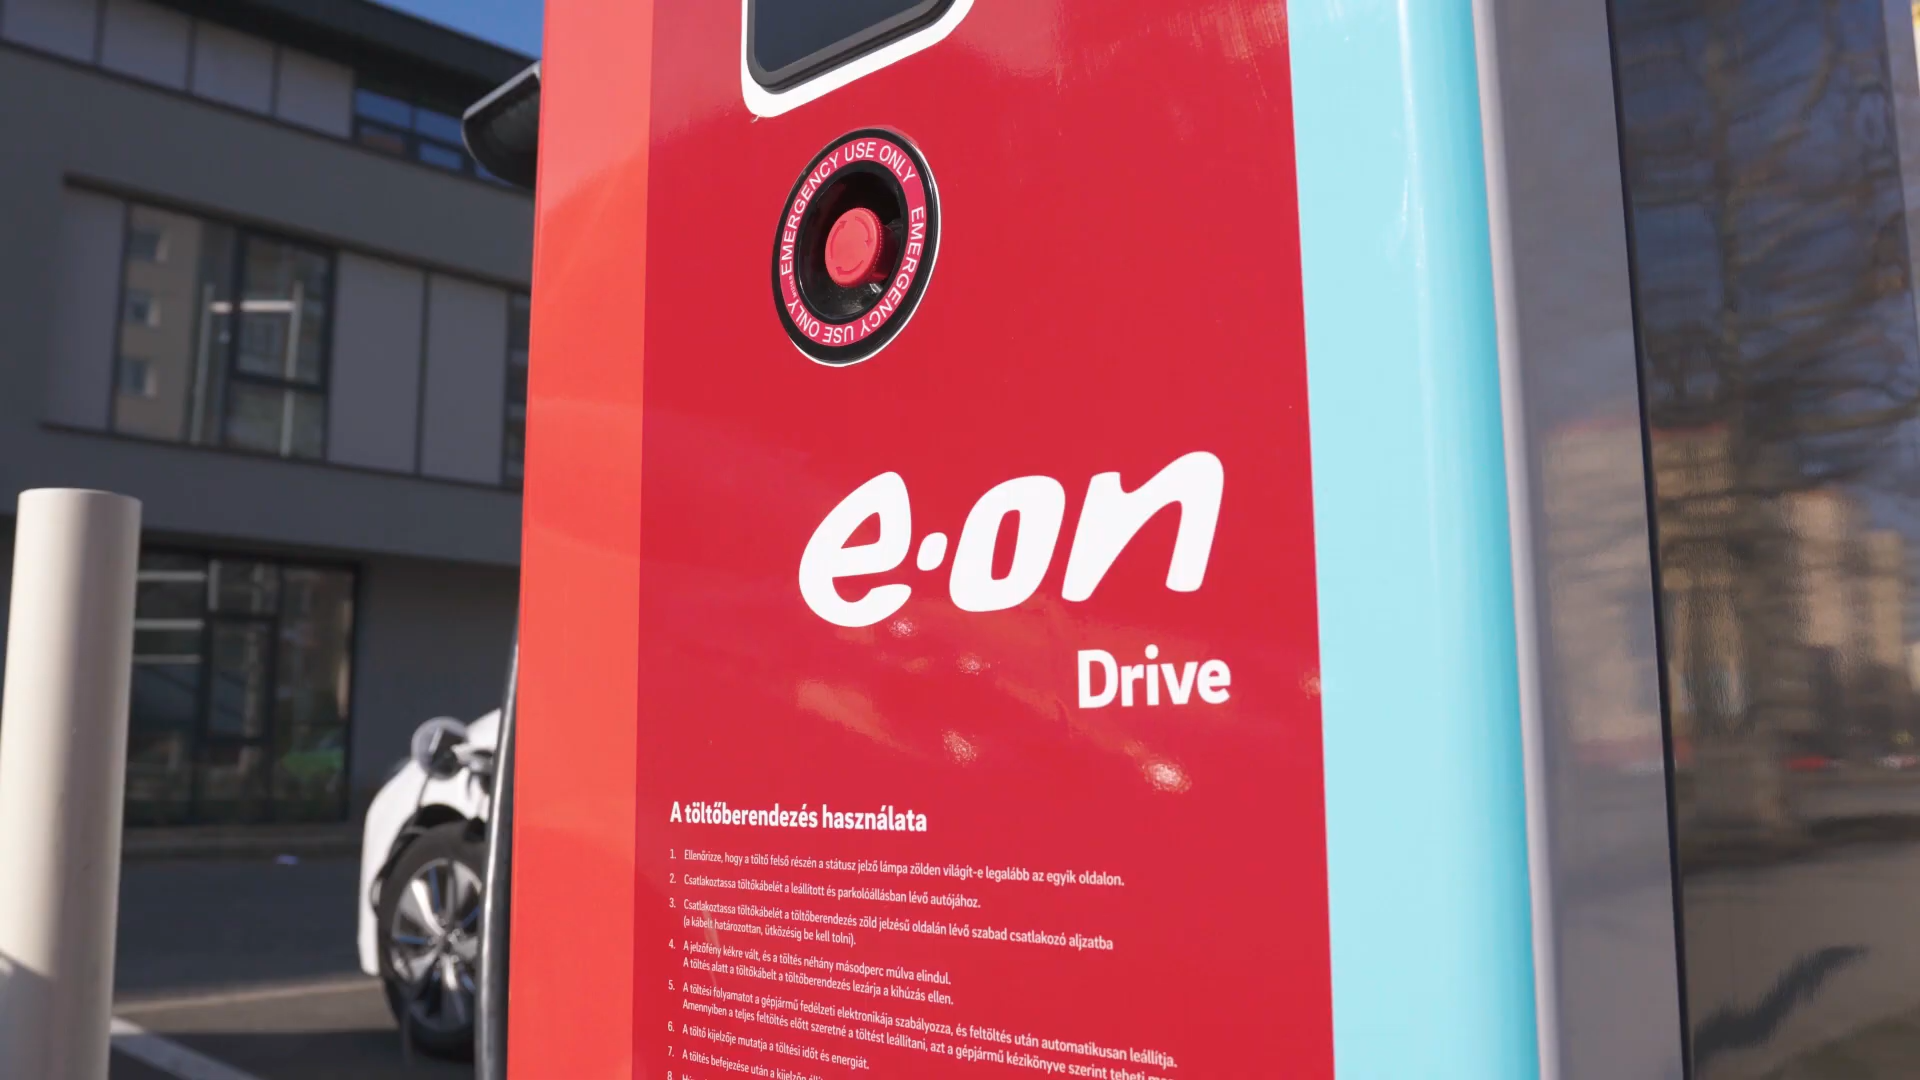 EMERGENCY USE ONLY
EMERGENCY USE ONLY
e·on
Drive
A töltőberendezés használata
1. Ellenőrizze, hogy a töltő felső részén a státusz jelző lámpa zölden világít-e legalább az egyik oldalon.
2. Csatlakoztassa töltőkábelét a leállított és parkolóállásban lévő autójához.
3. Csatlakoztassa töltőkábelét a töltőberendezés zöld jelzésű oldalán lévő szabad csatlakozó aljzatba
(a kábelt határozottan, ütközésig be kell tolni).
4. A jelzőfény kékre vált, és a töltés néhány másodperc múlva elindul.
A töltés alatt a töltőkábelt a töltőberendezés lezárja a kihúzás ellen.
5. A töltési folyamatot a gépjármű fedélzeti elektronikája szabályozza, és feltöltés után automatikusan leállítja.
Amennyiben a teljes feltöltés előtt szeretné a töltést leállítani, azt a gépjármű kézikönyve szerint teheti
6. A töltő kijelzője mutatja a töltési időt és energiát.
7. A töltés befejezése után a kijelzőn
8.